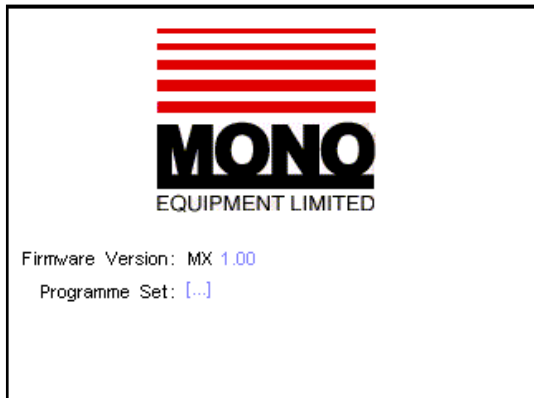 MONO
EQUIPMENT LIMITED
Firmware Version: MX 1.00
Programme Set: [...]